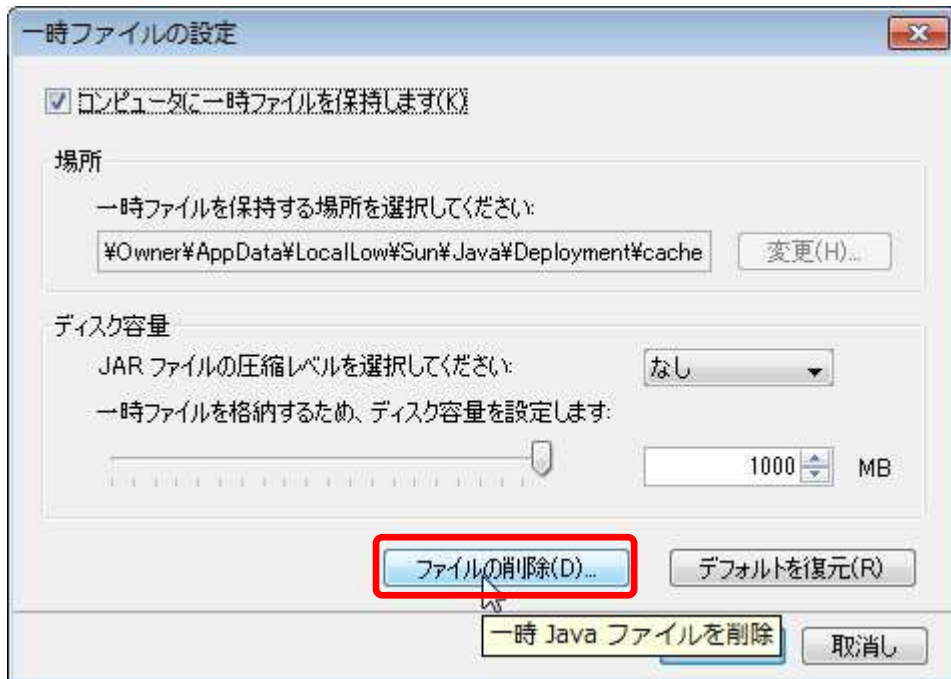 一時ファイルの設定
コンピュータに一時ファイルを保持します(K)
場所
一時ファイルを保持する場所を選択してください:
¥Owner¥AppData¥LocalLow¥Sun¥Java¥Deployment¥cache
変更(H)...
ディスク容量
JAR ファイルの圧縮レベルを選択してください:
なし
一時ファイルを格納するため、ディスク容量を設定します:
1000 MB
ファイルの削除(D)...
デフォルトを復元(R)
一時 Java ファイルを削除
取消し